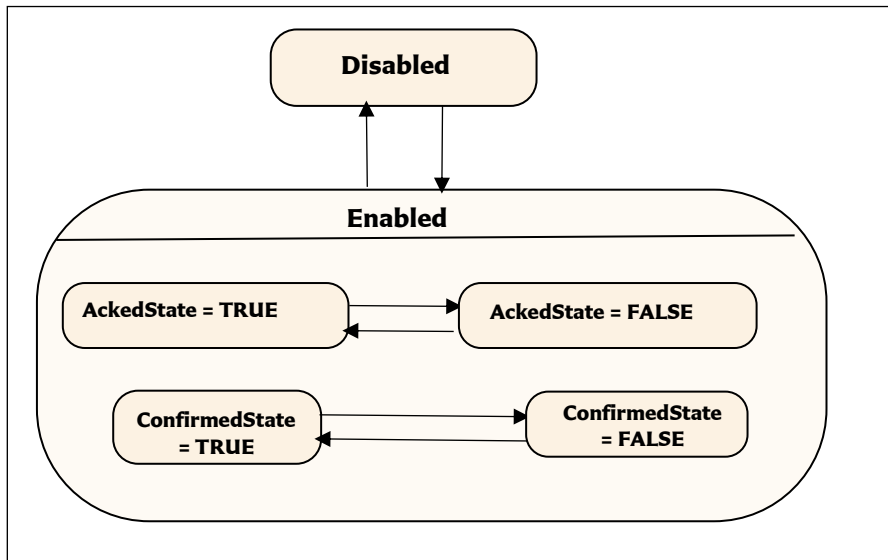 Disabled
Enabled
AckedState = TRUE
AckedState = FALSE
ConfirmedState
= TRUE
ConfirmedState
= FALSE